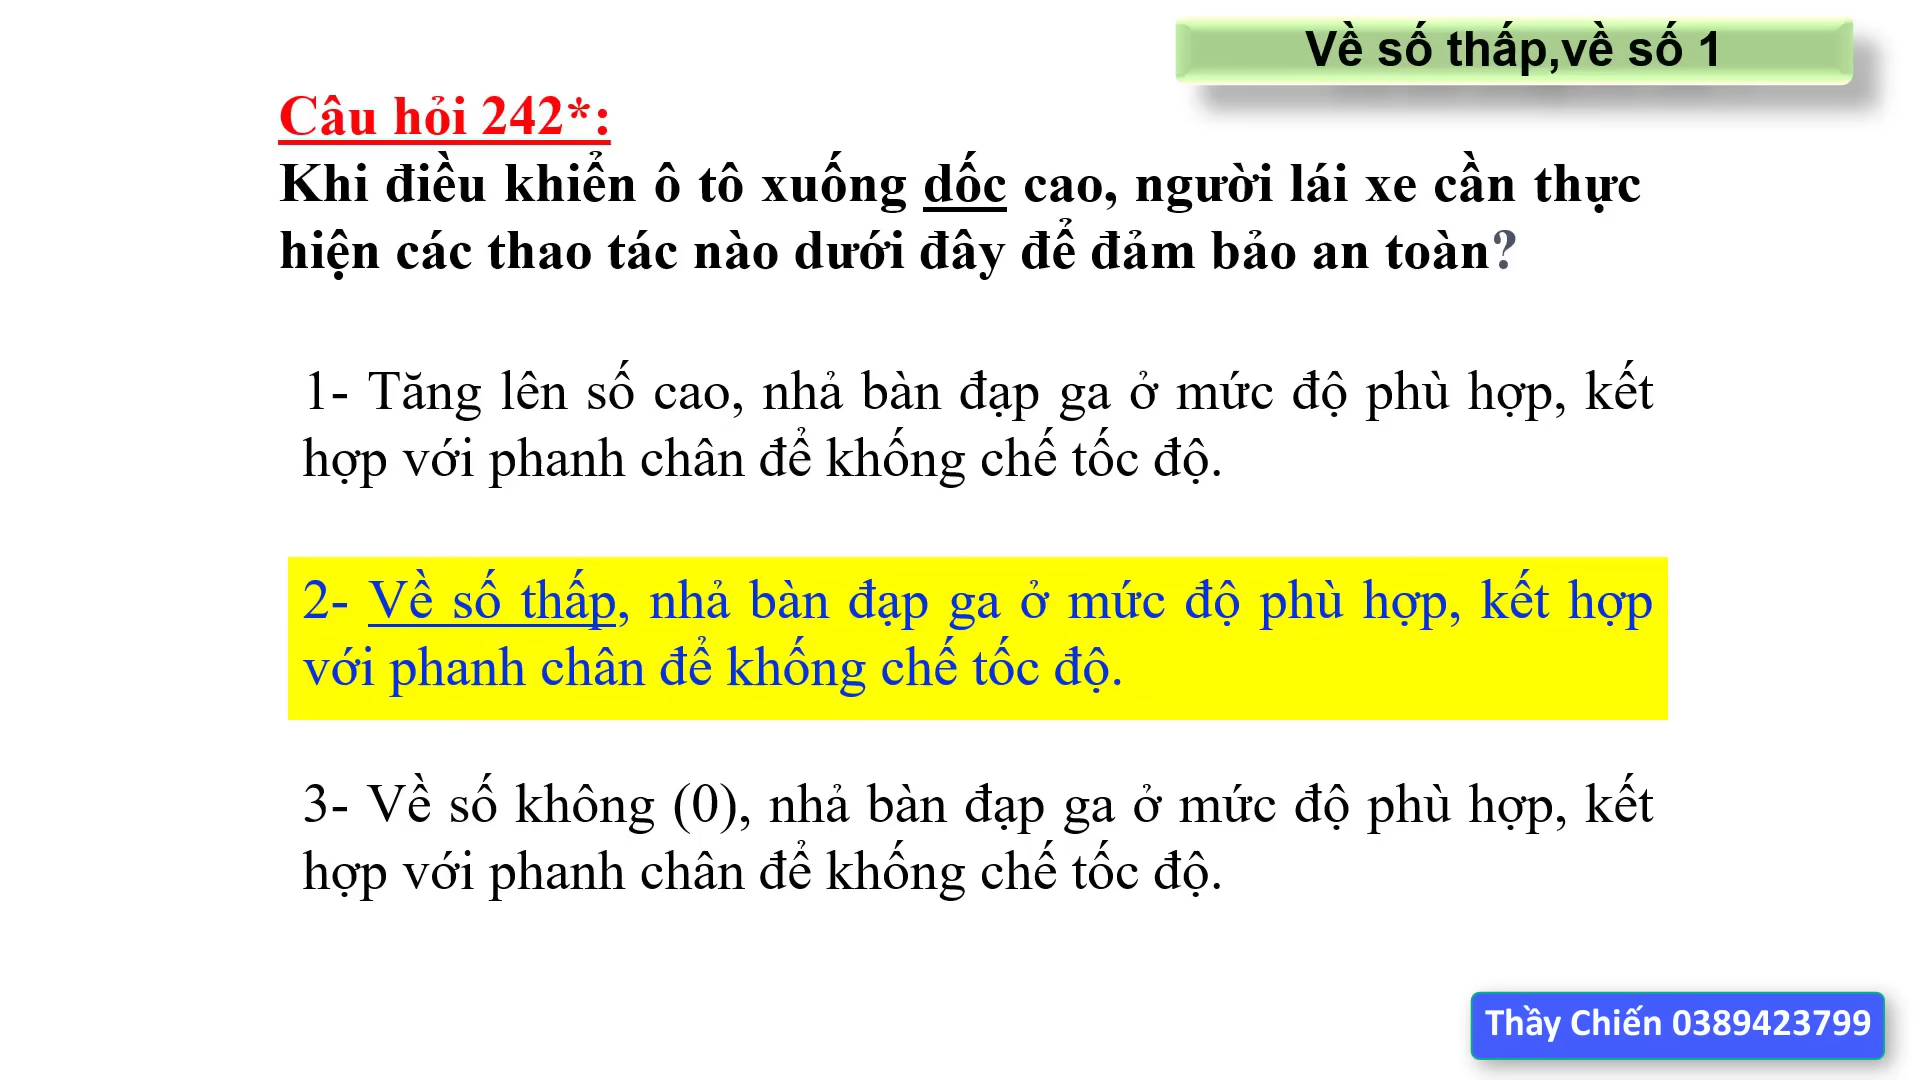 Về số thấp,về số 1
Câu hỏi 242*:
Khi điều khiển ô tô xuống dốc cao, người lái xe cần thực
hiện các thao tác nào dưới đây để đảm bảo an toàn?
1- Tăng lên số cao, nhả bàn đạp ga ở mức độ phù hợp, kết
hợp với phanh chân để khống chế tốc độ.
2- Về số thấp, nhả bàn đạp ga ở mức độ phù hợp, kết hợp
với phanh chân để khống chế tốc độ.
3- Về số không (0), nhả bàn đạp ga ở mức độ phù hợp, kết
hợp với phanh chân để khống chế tốc độ.
Thầy Chiến 0389423799